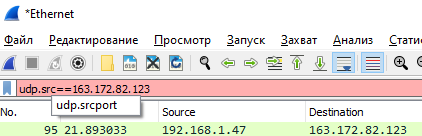 *Ethernet
Файл Редактирование Просмотр Запуск Захват Анализ Стати
udp.src==163.172.82.123
udp.srcport
No. Source Destination
95 21.893033 192.168.1.47 163.172.82.123